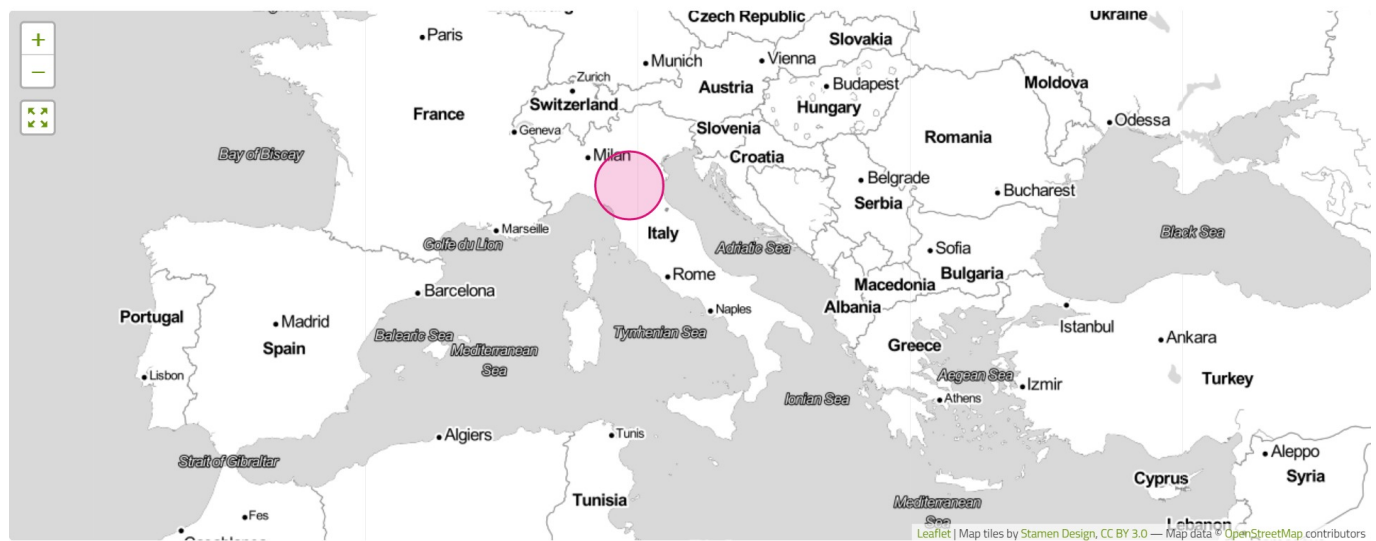 Czech Republic
Ukraine
Paris
Slovakia
Munich
Vienna
Zurich
Austria
Budapest
Moldova
Switzerland
Hungary
France
Odessa
Geneva
Slovenia
Romania
Bay of Biscay
Milan
Croatia
Belgrade
Bucharest
Serbia
Marseille
Italy
Black Sea
Golfe du Lion
Adriatic Sea
Sofia
Rome
Bulgaria
Macedonia
Barcelona
Albania
Naples
Portugal
Madrid
Istanbul
Balearic Sea
Tyrrhenian Sea
Ankara
Spain
Mediterranean
Sea
Greece
Lisbon
Aegean Sea
Izmir
Turkey
Ionian Sea
Athens
Algiers
Tunis
Strait of Gibraltar
Aleppo
Cyprus
Syria
Tunisia
Mediterranean
Sea
Fes
Lebanon
Leaflet | Map tiles by Stamen Design, CC BY 3.0 — Map data © OpenStreetMap contributors